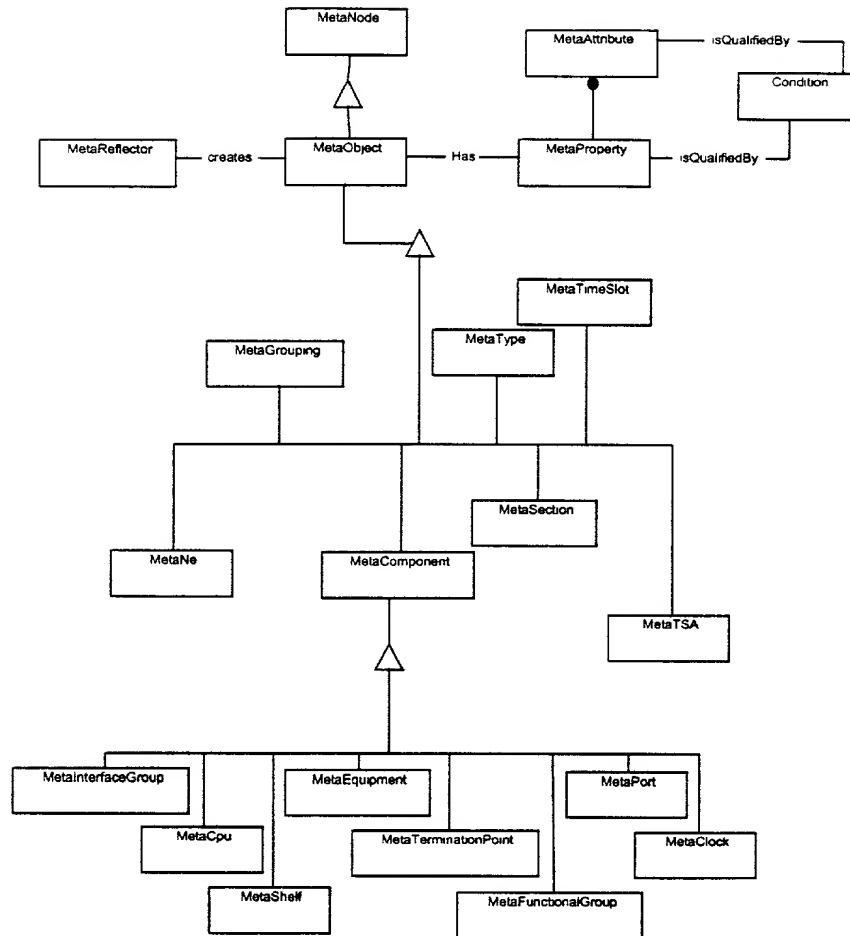 MetaNode
MetaAttribute
isQualifiedBy
Condition
MetaReflector
creates
MetaObject
Has
MetaProperty
isQualifiedBy
MetaTimeSlot
MetaType
MetaGrouping
MetaSection
MetaNe
MetaComponent
MetaTSA
MetaInterfaceGroup
MetaEquipment
MetaPort
MetaCpu
MetaTerminationPoint
MetaClock
MetaShelf
MetaFunctionalGroup